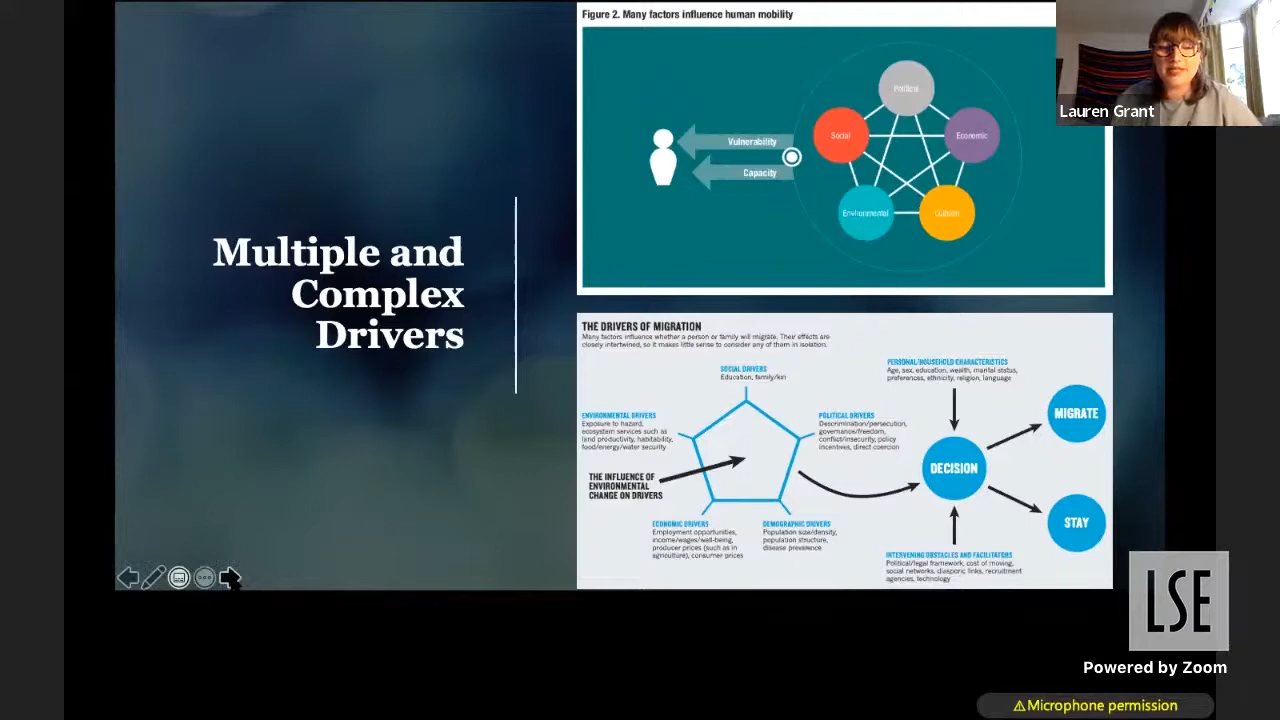 Figure 2. Many factors influence human mobility
Political
Social
Economic
Vulnerability
Capacity
Environmental
Cultural
Lauren Grant
Multiple and
Complex
Drivers
THE DRIVERS OF MIGRATION
Many factors influence whether a person or family will migrate. Their effects are
closely intertwined, so it makes little sense to consider any of them in isolation.
SOCIAL DRIVERS
Education, family/kin
ENVIRONMENTAL DRIVERS
Exposure to hazard,
ecosystem services such as
land productivity, habitability,
food/energy/water security
POLITICAL DRIVERS
Discrimination/persecution,
governance/freedom,
conflict/insecurity, policy
incentives, direct coercion
THE INFLUENCE OF
ENVIRONMENTAL
CHANGE ON DRIVERS
ECONOMIC DRIVERS
Employment opportunities,
income/wages/well-being,
producer prices (such as in
agriculture), consumer prices
DEMOGRAPHIC DRIVERS
Population size/density,
population structure,
disease prevalence
PERSONAL/HOUSEHOLD CHARACTERISTICS
Age, sex, education, wealth, marital status,
preferences, ethnicity, religion, language
DECISION
MIGRATE
STAY
INTERVENING OBSTACLES AND FACILITATORS
Political/legal framework, cost of moving,
social networks, diasporic links, recruitment
agencies, technology
LSE
Powered by Zoom
⚠Microphone permission